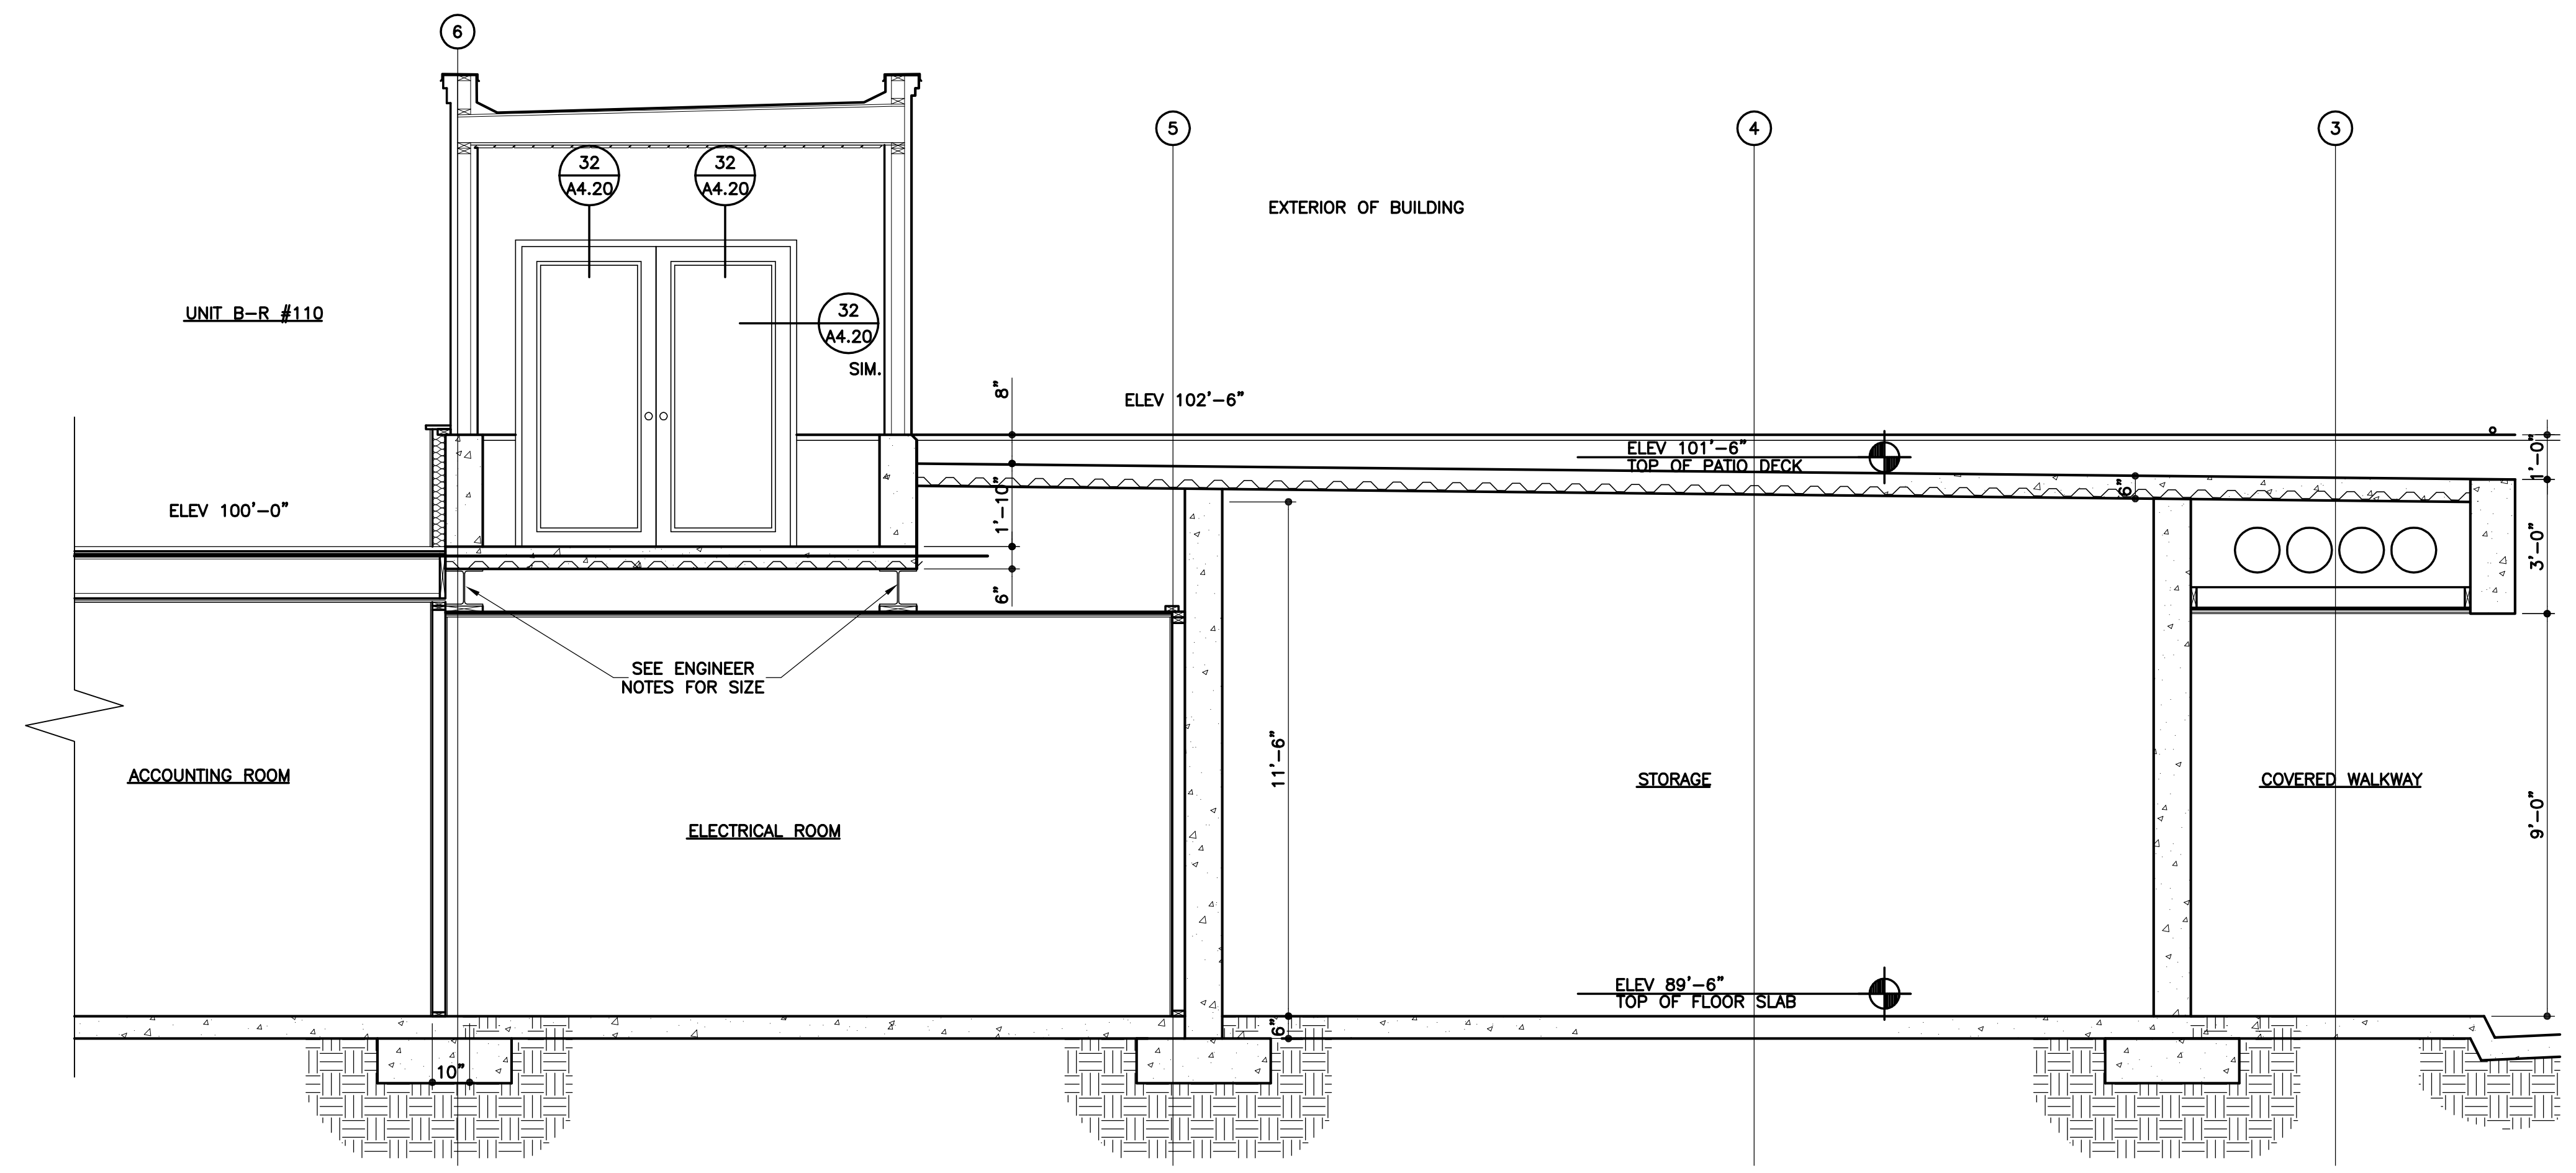 6
5
4
3
32
A4.20
32
A4.20
EXTERIOR OF BUILDING
UNIT B-R #110
32
A4.20
SIM.
8"
ELEV 102'-6"
ELEV 101'-6"
TOP OF PATIO DECK
1'-0"
6"
ELEV 100'-0"
1'-10"
3'-0"
6"
SEE ENGINEER
NOTES FOR SIZE
11'-6"
ACCOUNTING ROOM
STORAGE
COVERED WALKWAY
9'-0"
ELECTRICAL ROOM
ELEV 89'-6"
TOP OF FLOOR SLAB
6"
10"